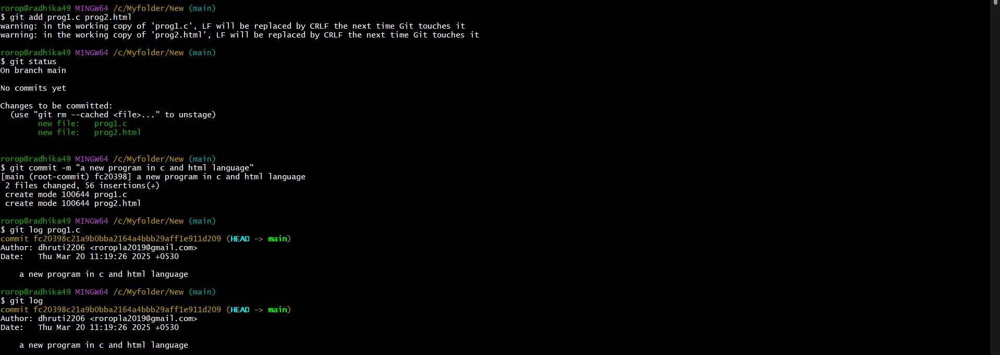 rorop@radhika49 MINGW64 /c/Myfolder/New (main)
$ git add prog1.c prog2.html
warning: in the working copy of 'prog1.c', LF will be replaced by CRLF the next time Git touches it
warning: in the working copy of 'prog2.html', LF will be replaced by CRLF the next time Git touches it
rorop@radhika49 MINGW64 /c/Myfolder/New (main)
$ git status
On branch main
No commits yet
Changes to be committed:
  (use "git rm --cached <file>..." to unstage)
        new file:   prog1.c
        new file:   prog2.html
rorop@radhika49 MINGW64 /c/Myfolder/New (main)
$ git commit -m "a new program in c and html language"
[main (root-commit) fc20398] a new program in c and html language
 2 files changed, 56 insertions(+)
 create mode 100644 prog1.c
 create mode 100644 prog2.html
rorop@radhika49 MINGW64 /c/Myfolder/New (main)
$ git log prog1.c
commit fc20398c21a9b0bba2164a4bbb29aff1e911d209 (HEAD -> main)
Author: dhruti2206 <roropla2019@gmail.com>
Date:   Thu Mar 20 11:19:26 2025 +0530
    a new program in c and html language
rorop@radhika49 MINGW64 /c/Myfolder/New (main)
$ git log
commit fc20398c21a9b0bba2164a4bbb29aff1e911d209 (HEAD -> main)
Author: dhruti2206 <roropla2019@gmail.com>
Date:   Thu Mar 20 11:19:26 2025 +0530
    a new program in c and html language